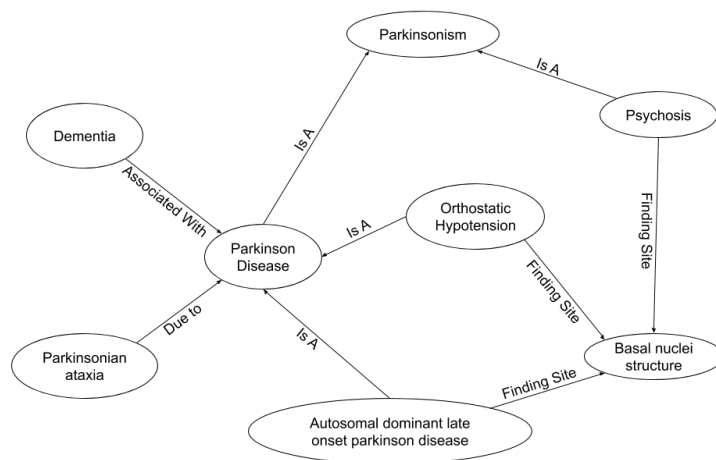 Parkinsonism
Is A
Psychosis
Dementia
Is A
Associated With
Orthostatic
Hypotension
Finding Site
Is A
Parkinson
Disease
Finding Site
Due to
Is A
Parkinsonian
ataxia
Basal nuclei
structure
Finding Site
Autosomal dominant late
onset parkinson disease